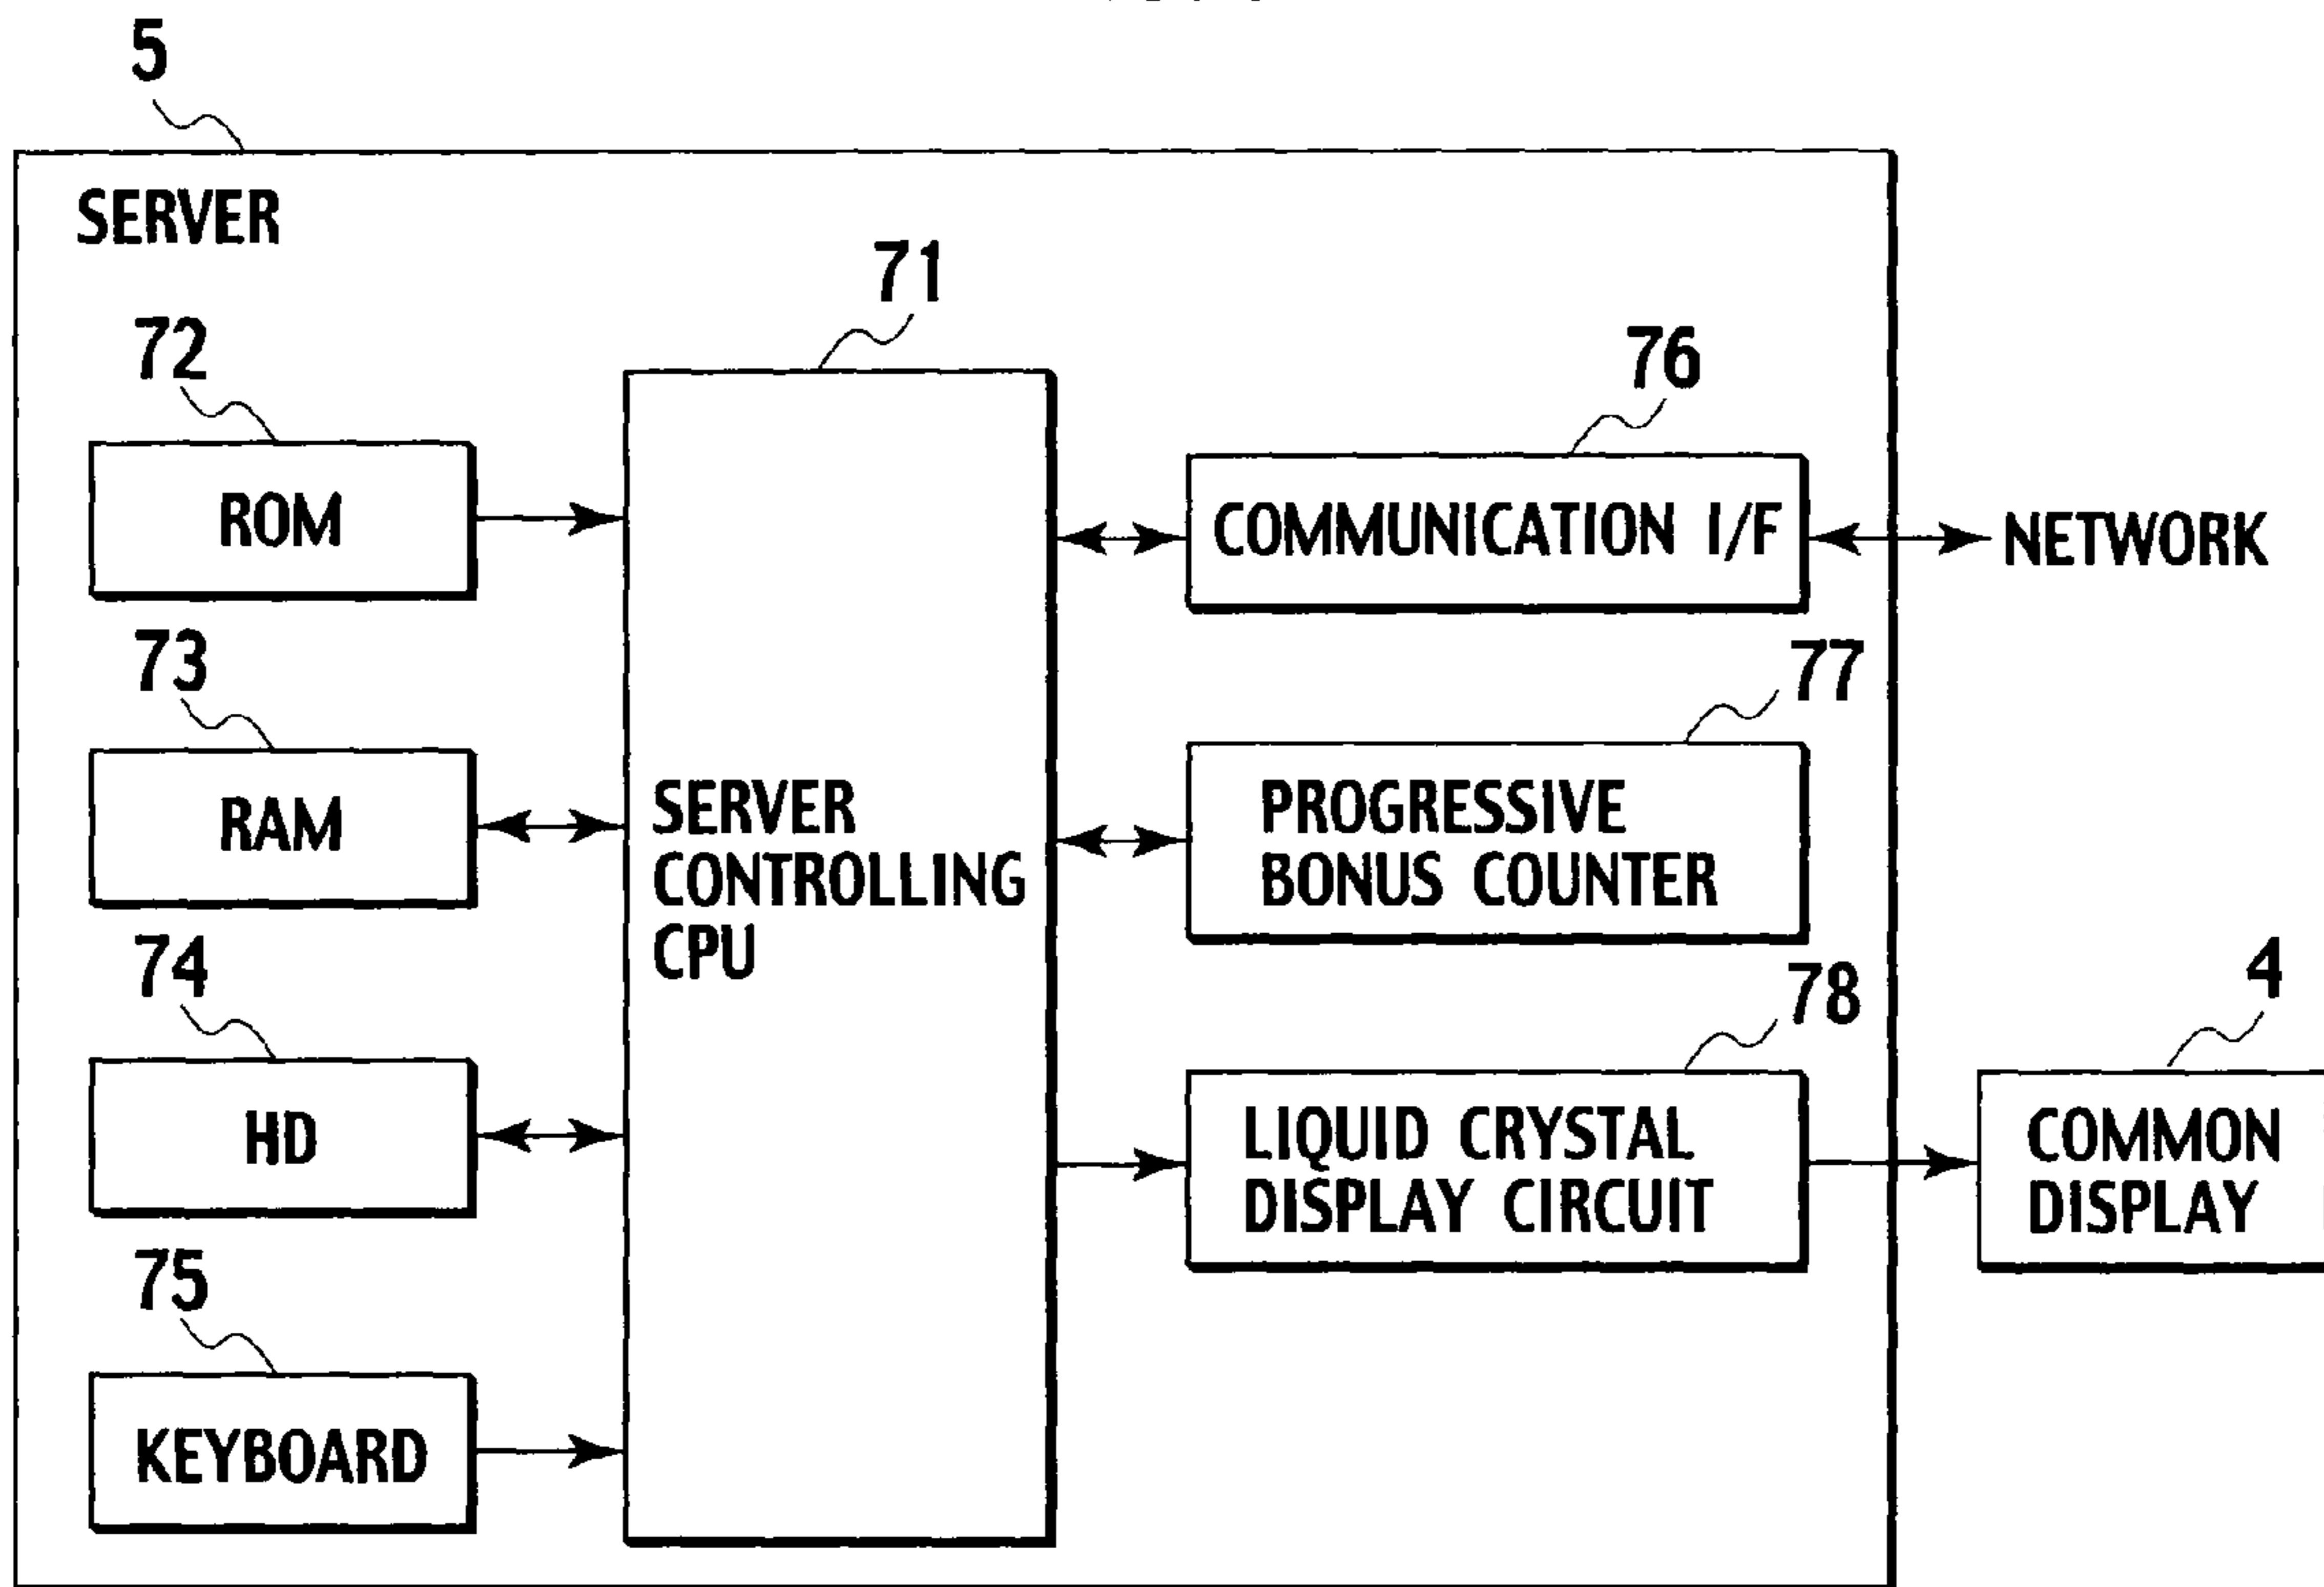 5
SERVER
71
72
76
ROM
COMMUNICATION I/F
NETWORK
73
77
RAM
SERVER
CONTROLLING
CPU
PROGRESSIVE
BONUS COUNTER
74
78
4
HD
LIQUID CRYSTAL
DISPLAY CIRCUIT
COMMON
DISPLAY
75
KEYBOARD